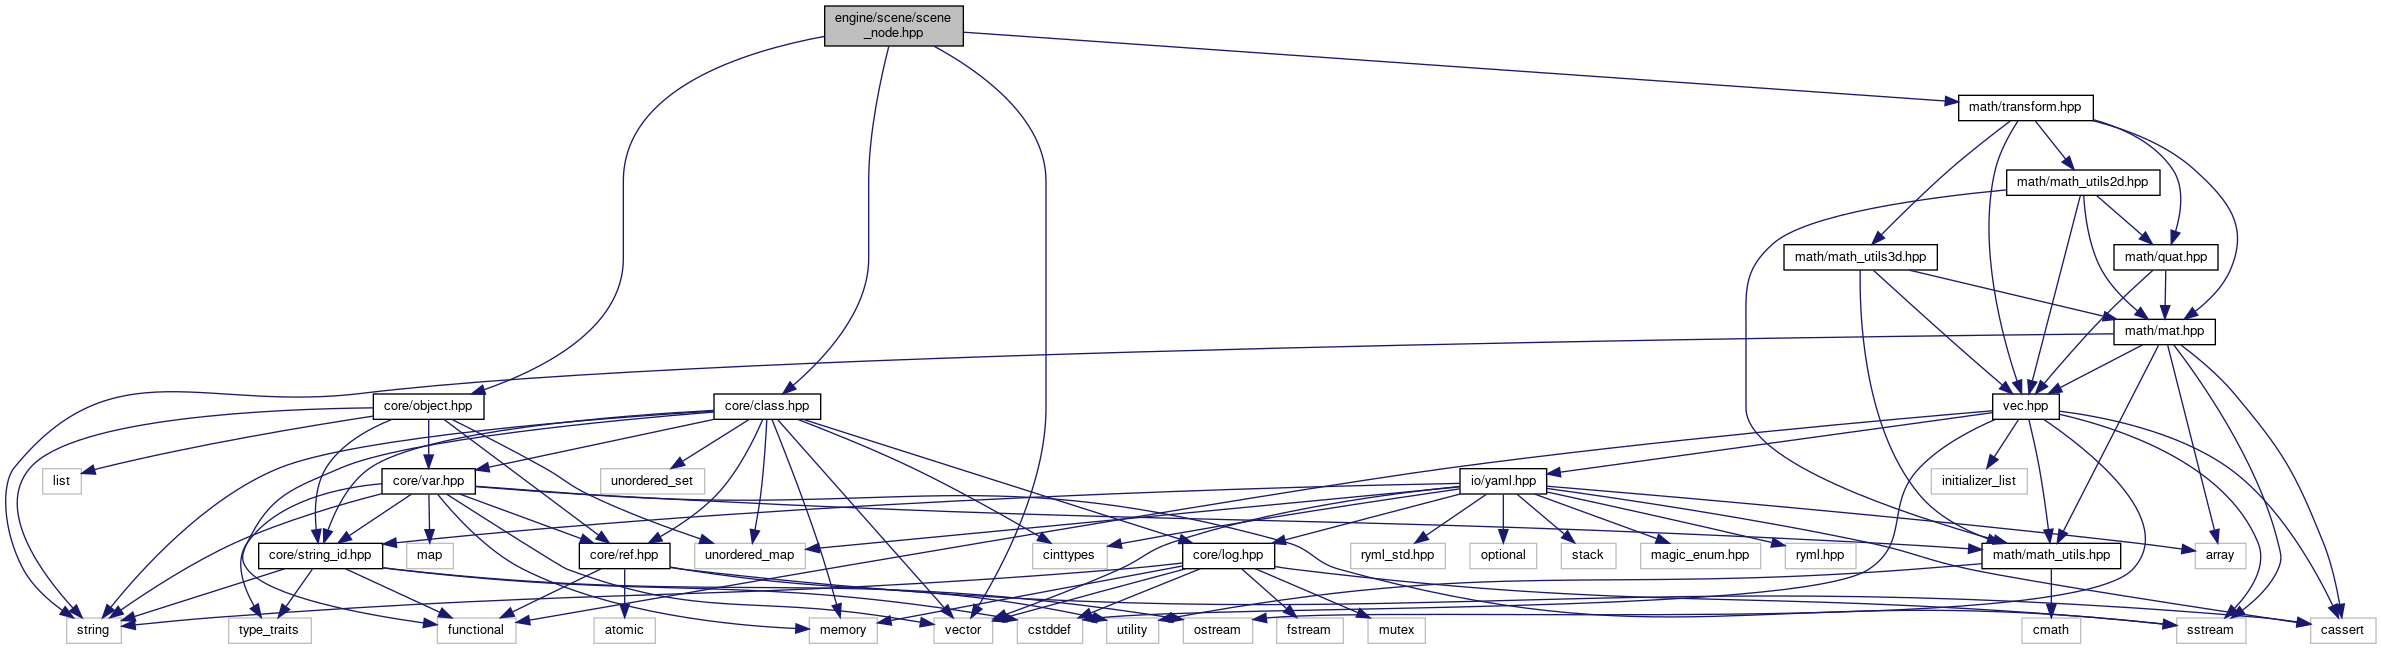 engine/scene/scene
_node.hpp
math/transform.hpp
math/math_utils2d.hpp
math/math_utils3d.hpp
math/quat.hpp
math/mat.hpp
core/object.hpp
core/class.hpp
vec.hpp
list
core/var.hpp
unordered_set
io/yaml.hpp
initializer_list
core/string_id.hpp
map
core/ref.hpp
unordered_map
cinttypes
core/log.hpp
ryml_std.hpp
optional
stack
magic_enum.hpp
ryml.hpp
math/math_utils.hpp
array
string
type_traits
functional
atomic
memory
vector
cstddef
utility
ostream
fstream
mutex
cmath
sstream
cassert